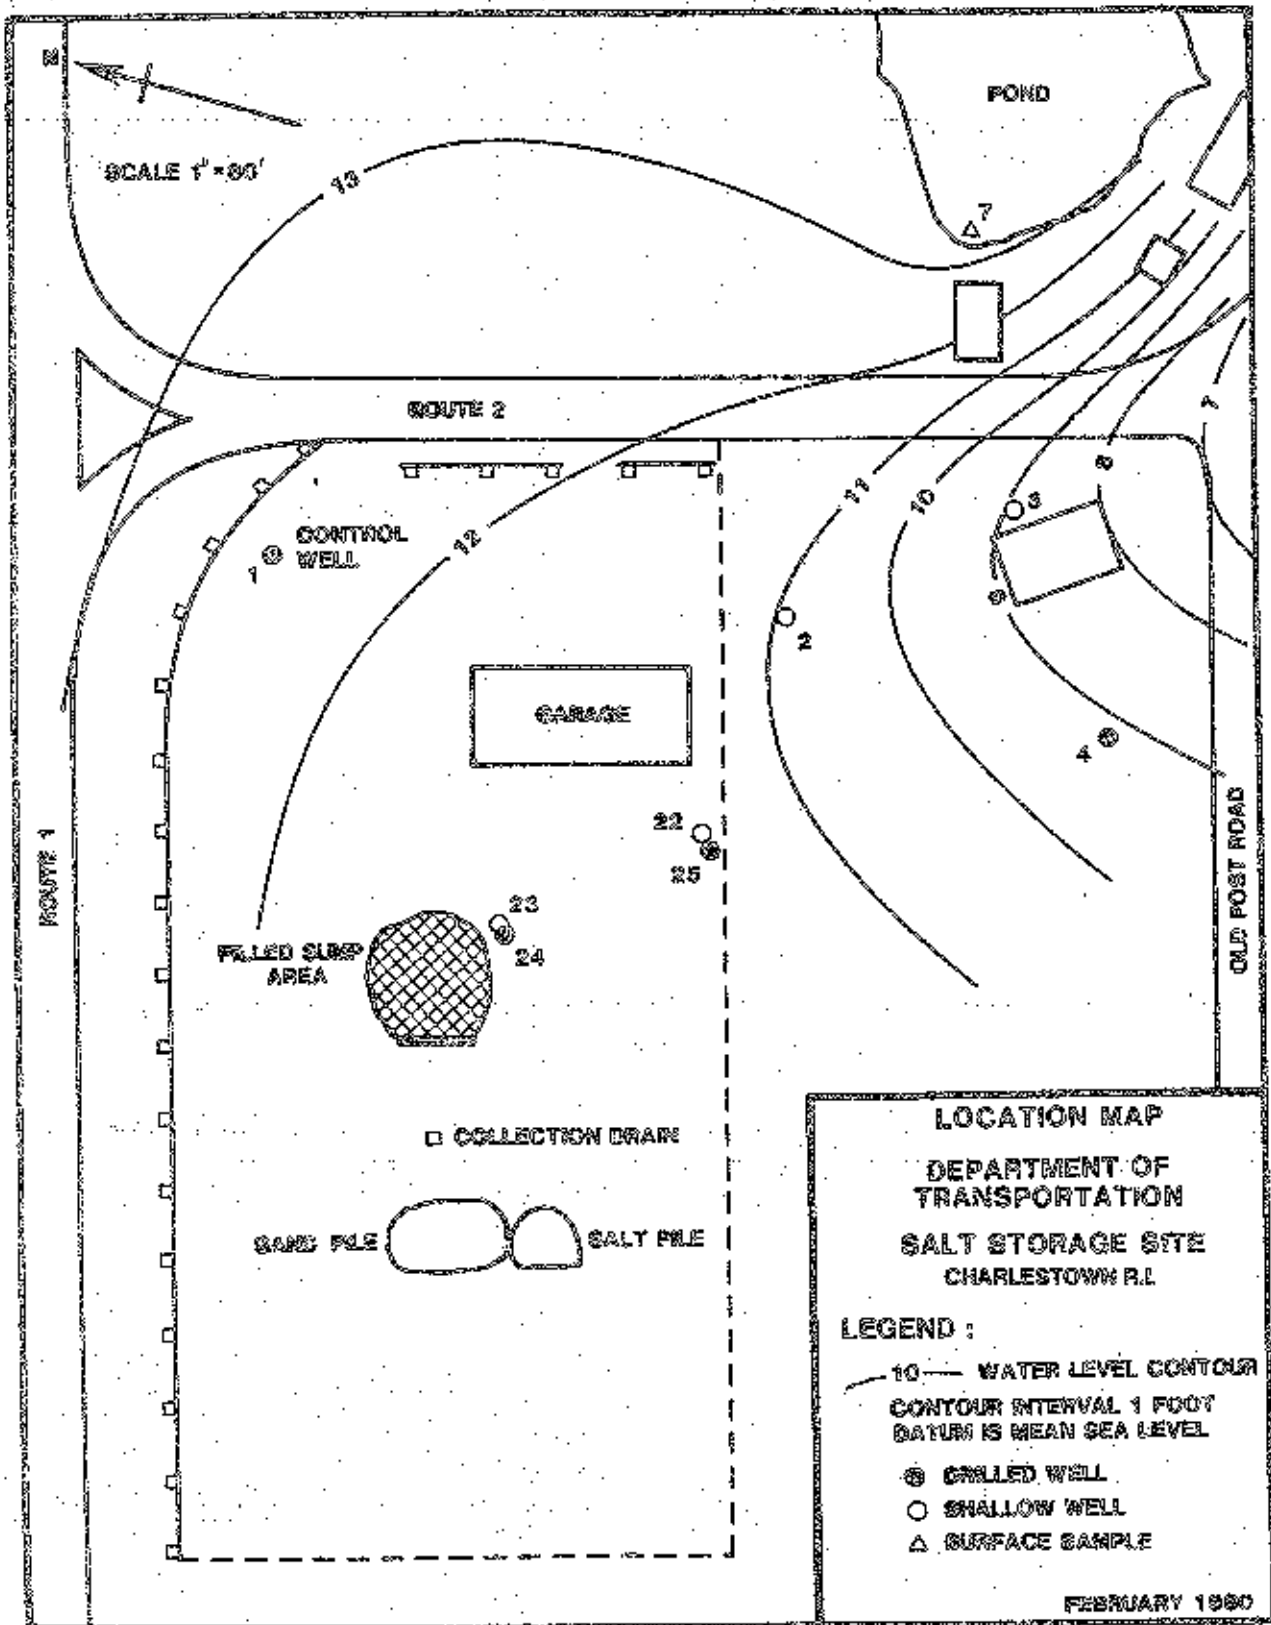 N
SCALE 1"=80'
POND
13
7
ROUTE 2
7
8
11
10
3
CONTROL
WELL
1
12
9
2
GARAGE
4
22
25
ROUTE 1
OLD POST ROAD
23
24
FILLED SUMP
AREA
COLLECTION DRAIN
SAND PILE
SALT PILE
LOCATION MAP
DEPARTMENT OF
TRANSPORTATION
SALT STORAGE SITE
CHARLESTOWN R.I.
LEGEND :
10 WATER LEVEL CONTOUR
CONTOUR INTERVAL 1 FOOT
DATUM IS MEAN SEA LEVEL
DRILLED WELL
SHALLOW WELL
SURFACE SAMPLE
FEBRUARY